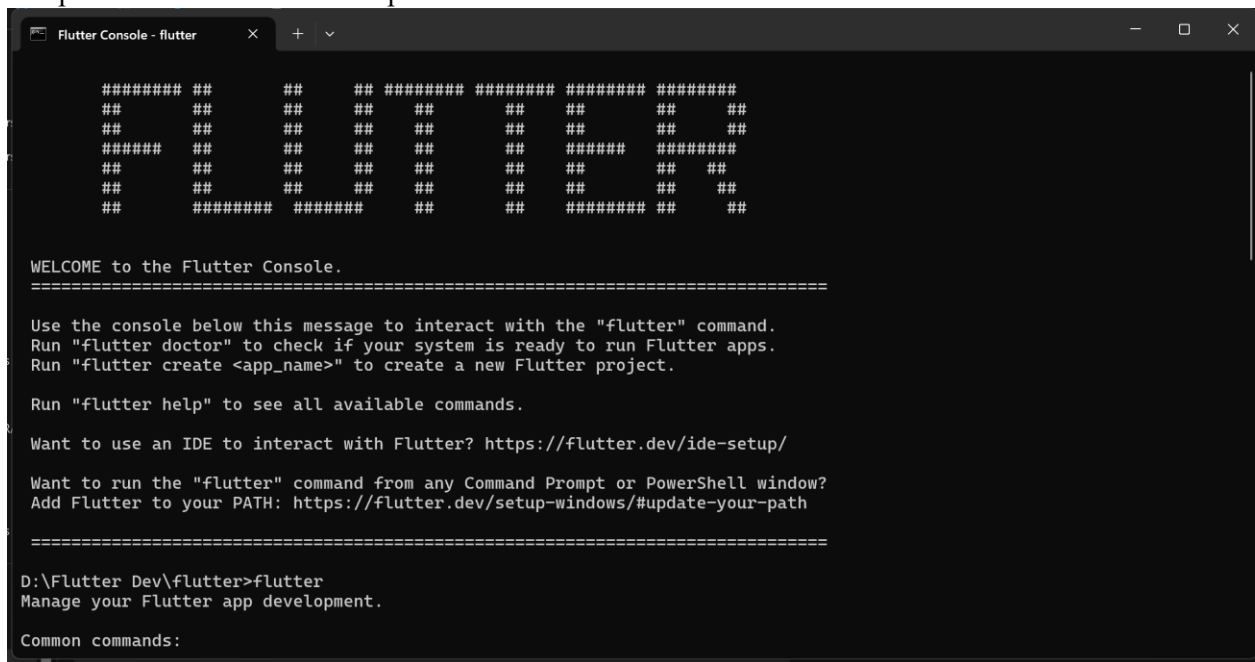 Flutter Console - flutter
######## ##       ##     ## ######## ######## ######## ########
##       ##       ##     ##    ##       ##    ##       ##     ##
##       ##       ##     ##    ##       ##    ##       ##     ##
######   ##       ##     ##    ##       ##    ######   ########
##       ##       ##     ##    ##       ##    ##       ##   ##
##       ##       ##     ##    ##       ##    ##       ##    ##
##       ########  #######     ##       ##    ######## ##     ##
WELCOME to the Flutter Console.
===============================================================================
Use the console below this message to interact with the "flutter" command.
Run "flutter doctor" to check if your system is ready to run Flutter apps.
Run "flutter create <app_name>" to create a new Flutter project.
Run "flutter help" to see all available commands.
Want to use an IDE to interact with Flutter? https://flutter.dev/ide-setup/
Want to run the "flutter" command from any Command Prompt or PowerShell window?
Add Flutter to your PATH: https://flutter.dev/setup-windows/#update-your-path
===============================================================================
D:\Flutter Dev\flutter>flutter
Manage your Flutter app development.
Common commands: